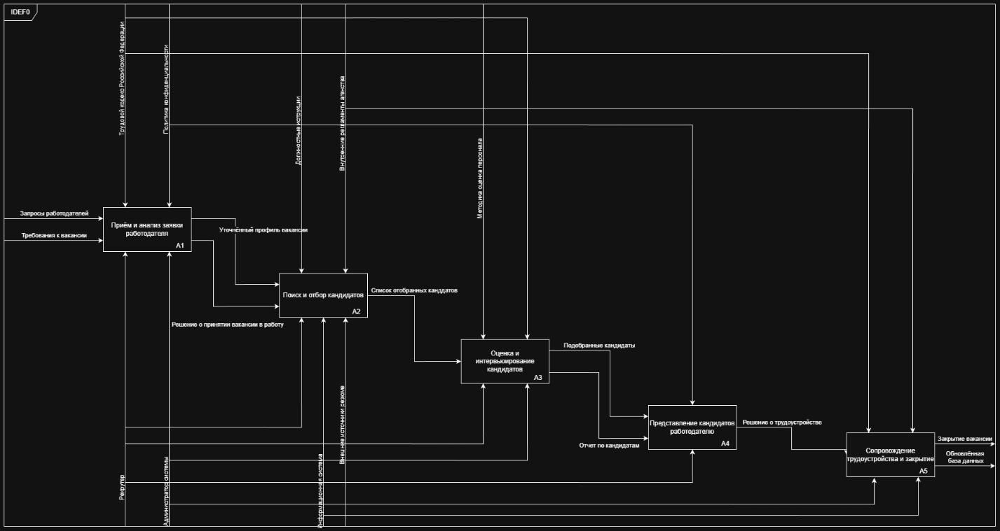 IDEF0
Трудовой кодекс Российской Федерации
Политика конфиденциальности
Должностные иструкции
Внутренние регламенты агенства
Методика оценка персонала
Запросы работодателей
Требования к вакансии
Приём и анализ заявки
работодателя
A1
Уточнённый профиль вакансии
Решение о принятии вакансии в работу
Поиск и отбор кандидатов
A2
Список отобранных канддатов
Оценка и
интервьюирование
кандидатов
A3
Подобранные кандидаты
Отчет по кандидатам
Представление кандидатов
работодателю
A4
Решение о трудоустройстве
Сопровождение
трудоустройства и закрытие
A5
Закрытие вакансии
Обновлённая
база данных
Рекрутер
Администратор системы
Информационная система
Внешние источники резюме